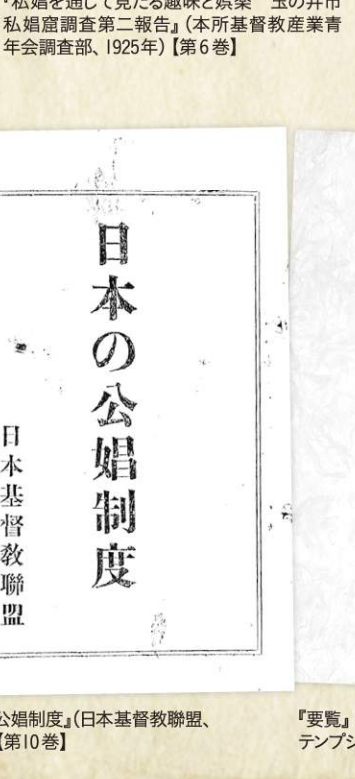 ・私娼を通して見たる趣味と娯楽 玉の井市
私娼窟調査第二報告』(本所基督教産業青
年会調査部、1925年)【第6巻】
日本の公娼制度
日本基督教聯盟
公娼制度』(日本基督教聯盟、
【第10巻】
『要覧』
テンプ